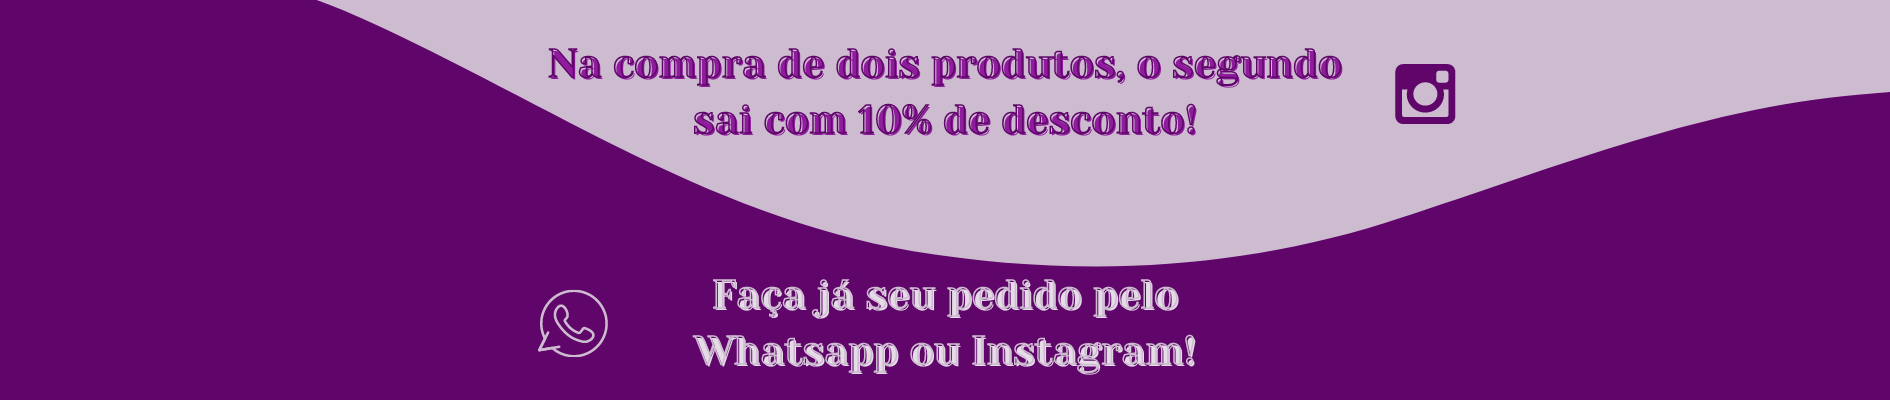 Na compra de dois produtos, o segundo
sai com 10% de desconto!
Faça já seu pedido pelo
Whatsapp ou Instagram!